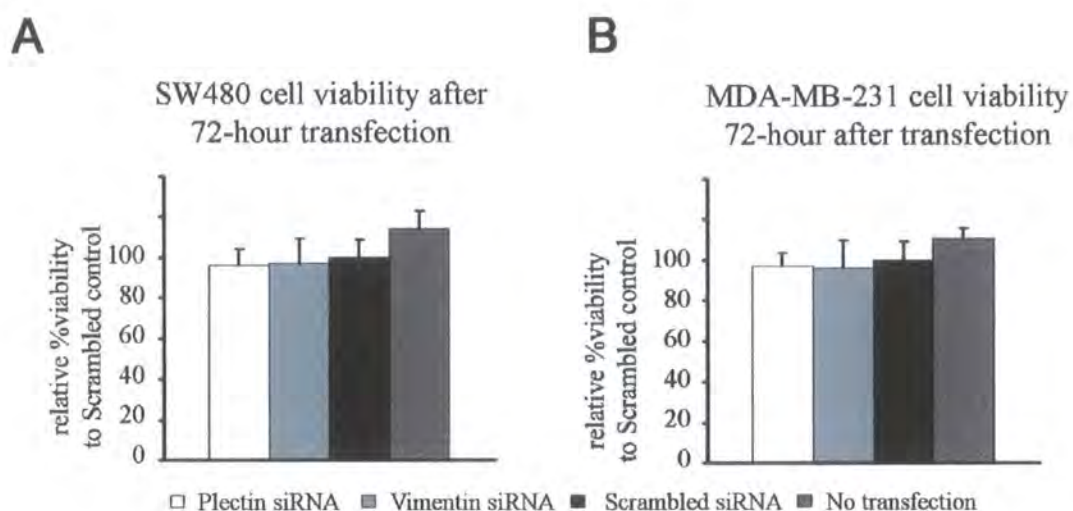 A
SW480 cell viability after
72-hour transfection
relative %viability
to Scrambled control
100
80
60
40
20
0
B
MDA-MB-231 cell viability
72-hour after transfection
relative %viability
to Scrambled control
100
80
60
40
20
0
Plectin siRNA Vimentin siRNA Scrambled siRNA No transfection